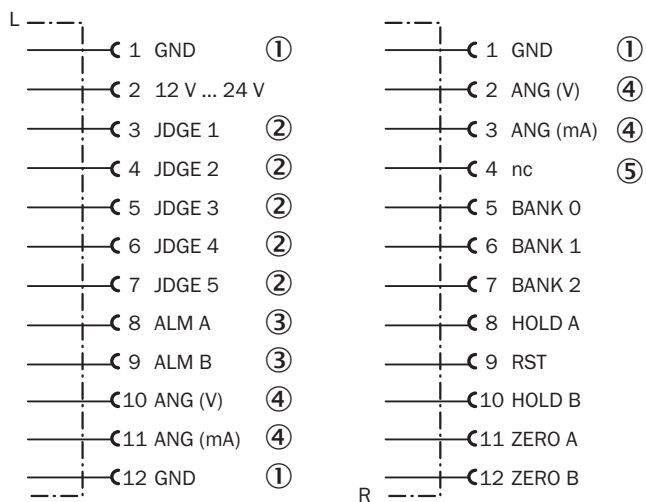 L
1 GND ①
2 12 V ... 24 V
3 JDGE 1 ②
4 JDGE 2 ②
5 JDGE 3 ②
6 JDGE 4 ②
7 JDGE 5 ②
8 ALM A ③
9 ALM B ③
10 ANG (V) ④
11 ANG (mA) ④
12 GND ①
1 GND ①
2 ANG (V) ④
3 ANG (mA) ④
4 nc ⑤
5 BANK 0
6 BANK 1
7 BANK 2
8 HOLD A
9 RST
10 HOLD B
11 ZERO A
12 ZERO B
R